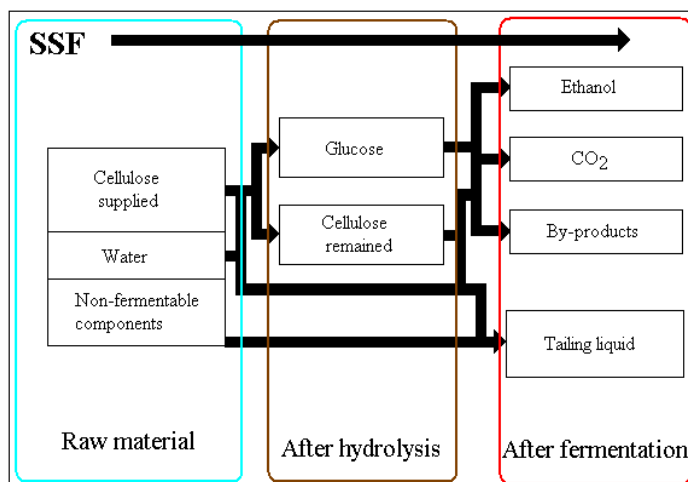 SSF
Cellulose
supplied
Water
Non-fermentable
components
Raw material
Glucose
Cellulose
remained
After hydrolysis
Ethanol
CO2
By-products
Tailing liquid
After fermentation